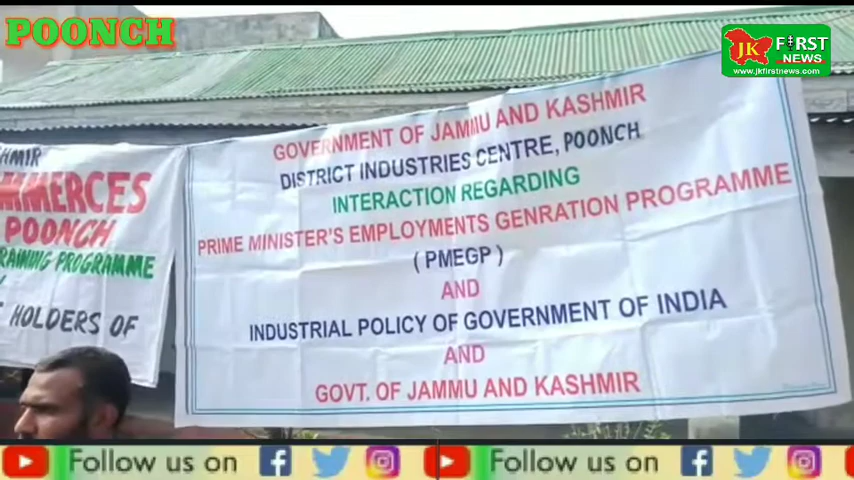 POONCH
JK FIRST
NEWS
www.jkfirstnews.com
GOVERNMENT OF JAMMU AND KASHMIR
DISTRICT INDUSTRIES CENTRE, POONCH
INTERACTION REGARDING
PRIME MINISTER'S EMPLOYMENTS GENRATION PROGRAMME
( PMEGP )
AND
INDUSTRIAL POLICY OF GOVERNMENT OF INDIA
AND
GOVT. OF JAMMU AND KASHMIR
HMIR
MMERCES
POONCH
RAINING PROGRAMME
HOLDERS OF
Follow us on
Follow us on